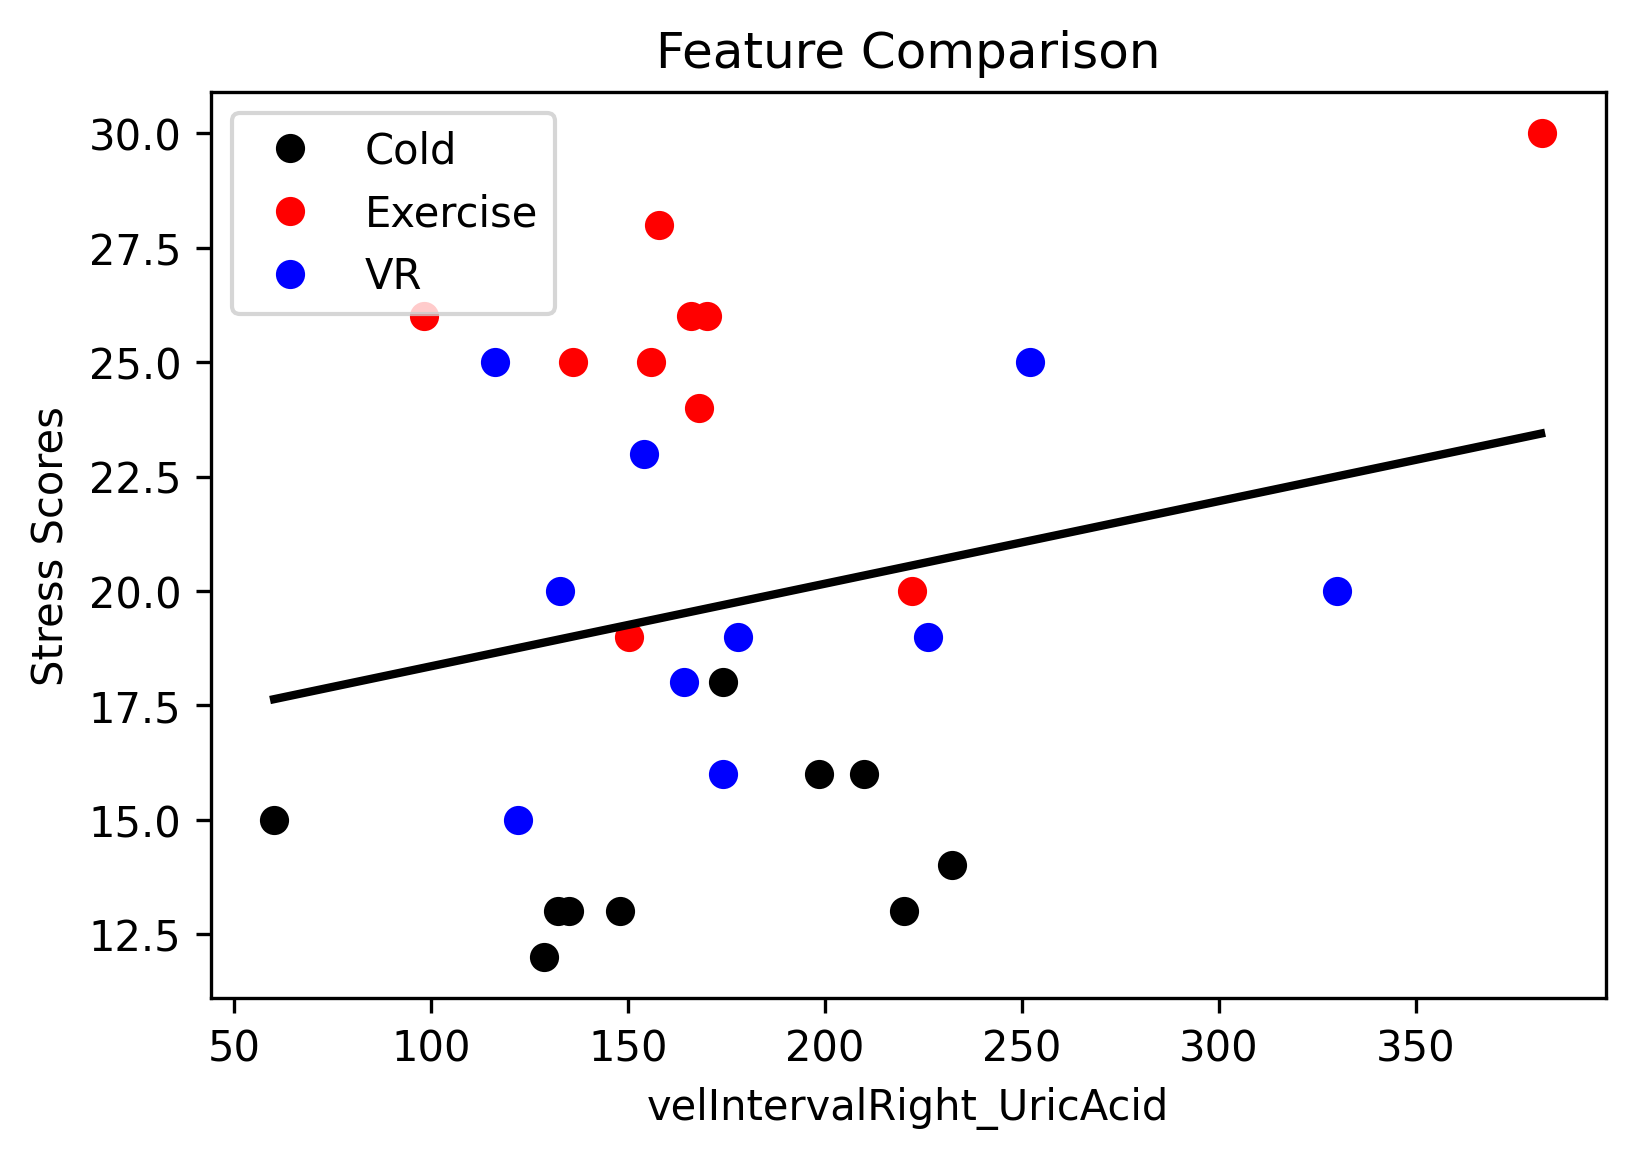 Feature Comparison
Cold
Exercise
VR
30.0
27.5
25.0
22.5
20.0
17.5
15.0
12.5
Stress Scores
50 100 150 200 250 300 350
velIntervalRight_UricAcid